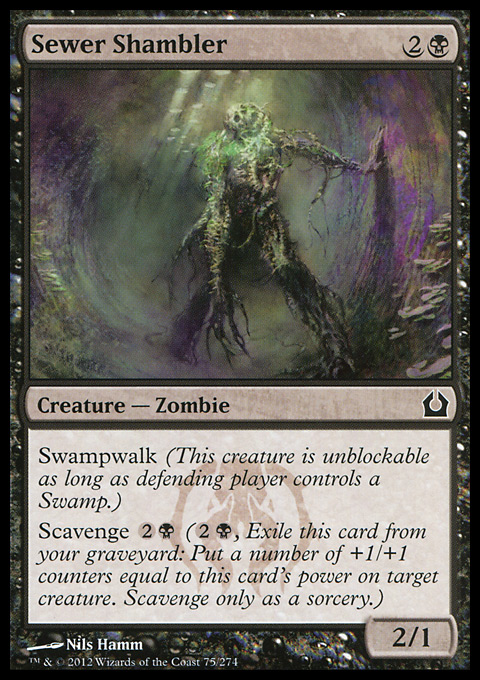 Sewer Shambler 2
Creature — Zombie
Swampwalk (This creature is unblockable
as long as defending player controls a
Swamp.)
Scavenge 2 (2, Exile this card from
your graveyard: Put a number of +1/+1
counters equal to this card's power on target
creature. Scavenge only as a sorcery.)
Nils Hamm
2/1
™ & © 2012 Wizards of the Coast 75/274